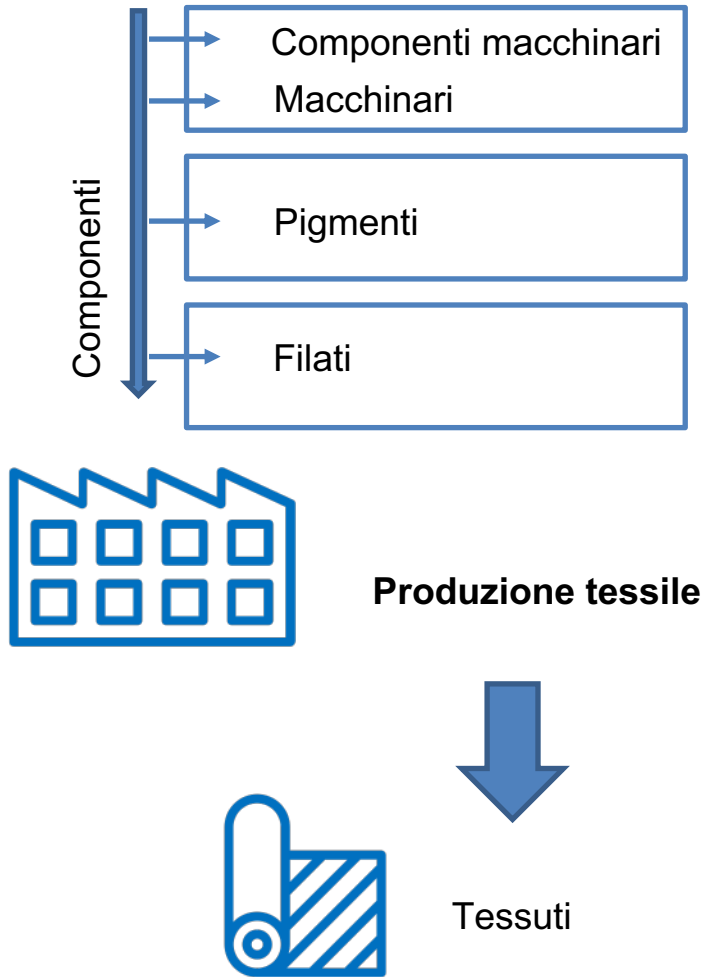 Componenti macchinari
Macchinari
Componenti
Pigmenti
Filati
Produzione tessile
Tessuti